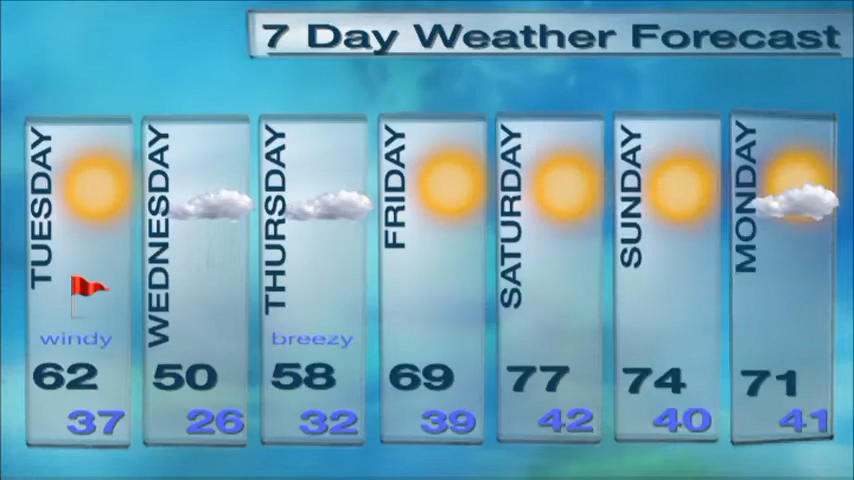 7 Day Weather Forecast
TUESDAY
windy
62
37
WEDNESDAY
50
26
THURSDAY
breezy
58
32
FRIDAY
69
39
SATURDAY
77
42
SUNDAY
74
40
MONDAY
71
41